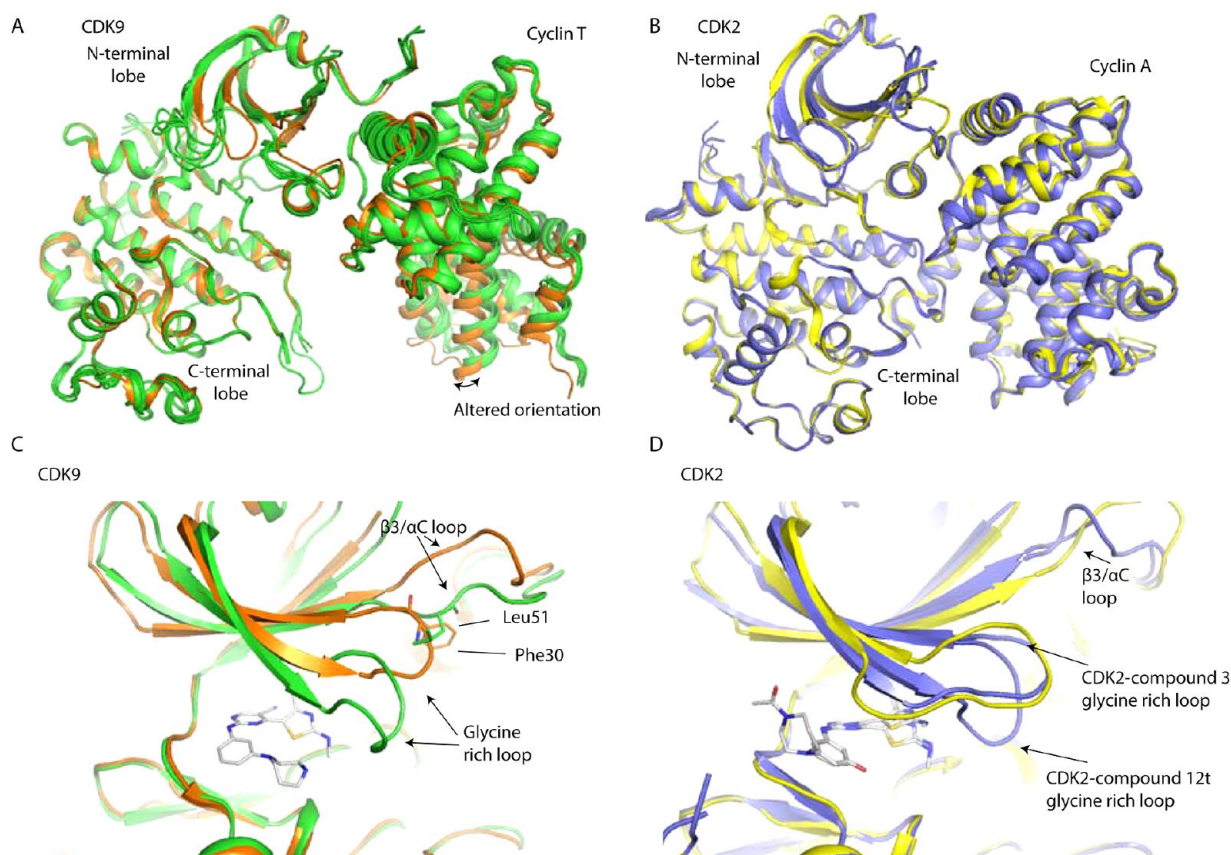 A
CDK9
N-terminal
lobe
Cyclin T
C-terminal
lobe
Altered orientation
B
CDK2
N-terminal
lobe
Cyclin A
C-terminal
lobe
C
CDK9
β3/αC loop
Leu51
Phe30
Glycine
rich loop
D
CDK2
β3/αC
loop
CDK2-compound 3
glycine rich loop
CDK2-compound 12t
glycine rich loop